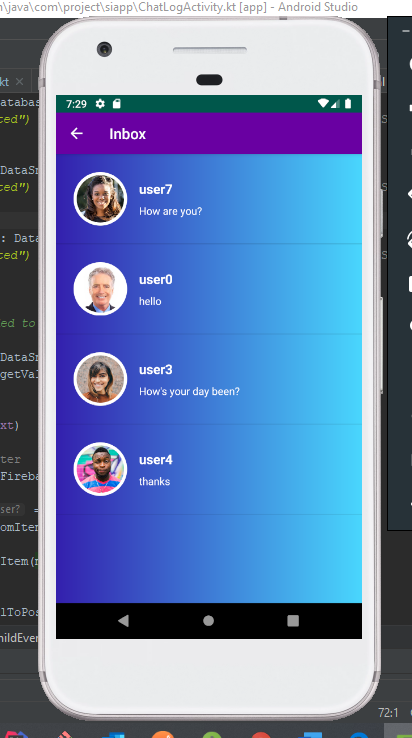 n\java\com\project\siapp\ChatLogActivity.kt [app] - Android Studio
.kt
7:29
Inbox
user7
How are you?
user0
hello
user3
How's your day been?
user4
thanks
atabas
ted")
DataSn
ted")
: Data
ted")
ed to
DataSn
getVal
xt)
ter
Fireba
ser? =
omItem
Item(m
lToPos
hildEven
72:1